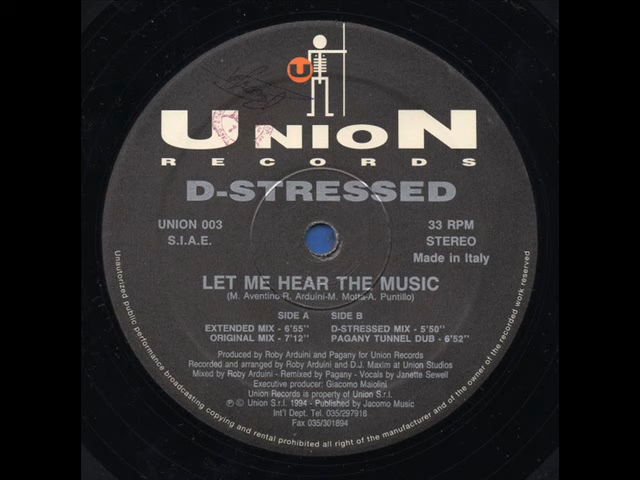 U
UNION
RECORDS
D-STRESSED
UNION 003
S.I.A.E.
33 RPM
STEREO
Made in Italy
LET ME HEAR THE MUSIC
(M. Aventino R. Arduini-M. Motta-A. Puntillo)
SIDE A
EXTENDED MIX - 6'55"
ORIGINAL MIX - 7'12"
SIDE B
D-STRESSED MIX - 5'50"
PAGANY TUNNEL DUB - 6'52"
Produced by Roby Arduini and Pagany for Union Records
Recorded and arranged by Roby Arduini and D.J. Maxim at Union Studios
Mixed by Roby Arduini - Remixed by Pagany - Vocals by Janette Sewell
Executive producer: Giacomo Maiolini
Union Records is property of Union S.r.l.
℗ © Union S.r.l. 1994 - Published by Jacomo Music
Int'l Dept. Tel. 035/297918
Fax 035/301894
Unauthorized public performance broadcasting copying and rental prohibited all right of the manufacturer and of the owner of the recorded work reserved